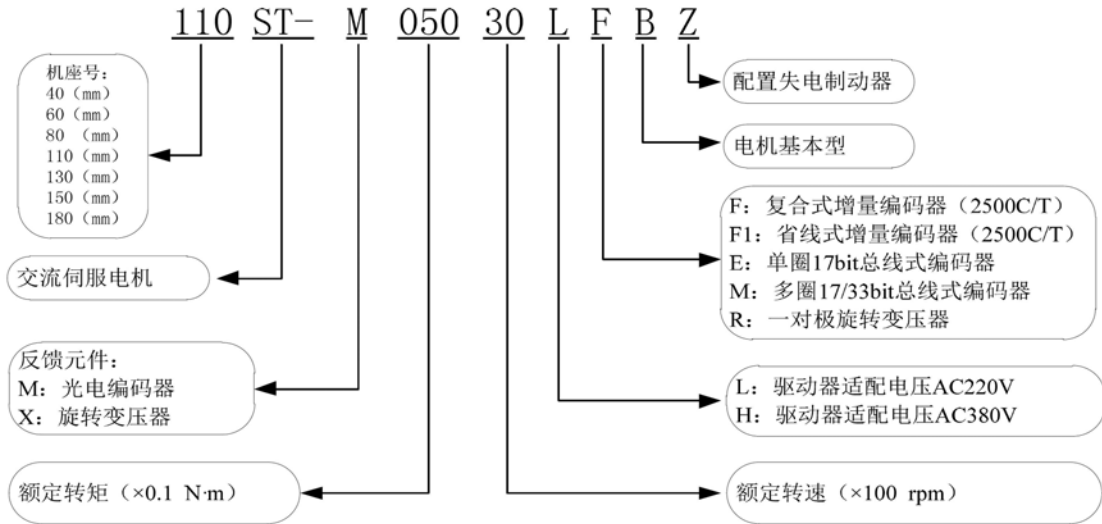 110 ST- M 050 30 L F B Z
机座号：
40（mm）
60（mm）
80 （mm）
110（mm）
130（mm）
150（mm）
180（mm）
交流伺服电机
反馈元件：
M：光电编码器
X：旋转变压器
额定转矩（×0.1 N·m）
配置失电制动器
电机基本型
F：复合式增量编码器（2500C/T）
F1：省线式增量编码器（2500C/T）
E：单圈17bit总线式编码器
M：多圈17/33bit总线式编码器
R：一对极旋转变压器
L：驱动器适配电压AC220V
H：驱动器适配电压AC380V
额定转速（×100 rpm）